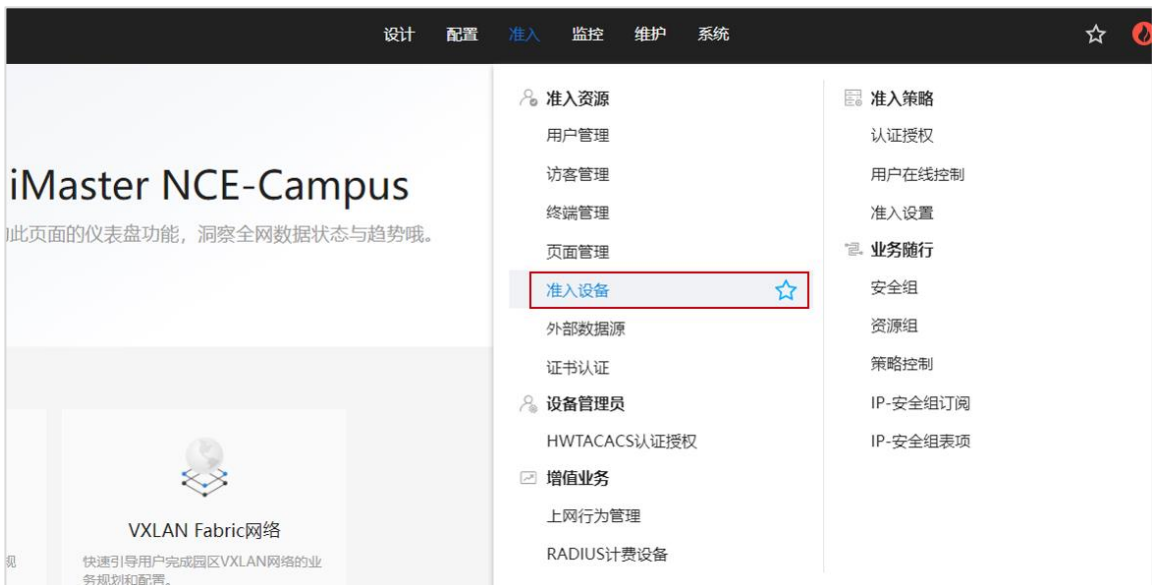 设计 配置 准入 监控 维护 系统
iMaster NCE-Campus
此页面的仪表盘功能，洞察全网数据状态与趋势哦。
准入资源
用户管理
访客管理
终端管理
页面管理
准入设备
外部数据源
证书认证
设备管理员
HWTACACS认证授权
增值业务
上网行为管理
RADIUS计费设备
准入策略
认证授权
用户在线控制
准入设置
业务随行
安全组
资源组
策略控制
IP-安全组订阅
IP-安全组表项
VXLAN Fabric网络
规
快速引导用户完成园区VXLAN网络的业
务规划和配置。